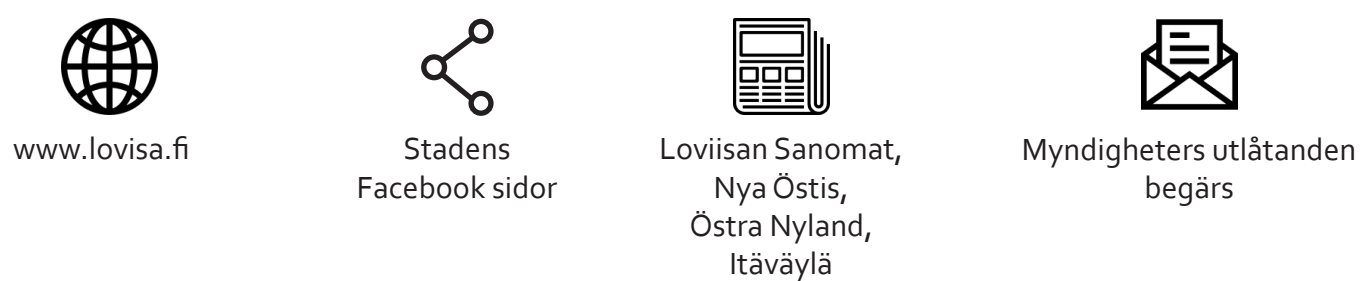 www.lovisa.fi
Stadens
Facebook sidor
Loviisan Sanomat,
Nya Östis,
Östra Nyland,
Itäväylä
Myndigheters utlåtanden
begärs